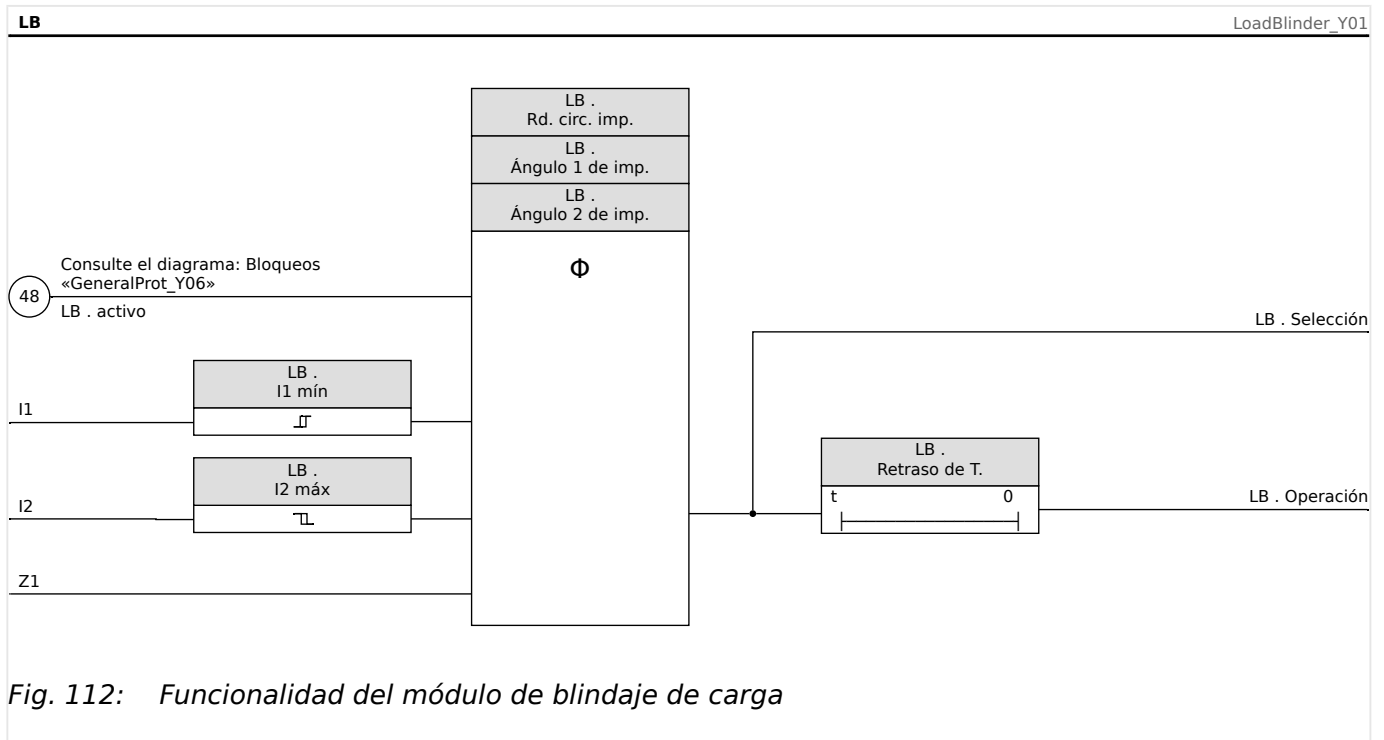 LB
LoadBlinder_Y01
LB .
Rd. circ. imp.
LB .
Ángulo 1 de imp.
LB .
Ángulo 2 de imp.
Φ
Consulte el diagrama: Bloqueos
«GeneralProt_Y06»
48
LB . activo
LB . Selección
LB .
I1 mín
I1
LB .
Retraso de T.
t 0
LB .
I2 máx
I2
LB . Operación
Z1
Fig. 112: Funcionalidad del módulo de blindaje de carga